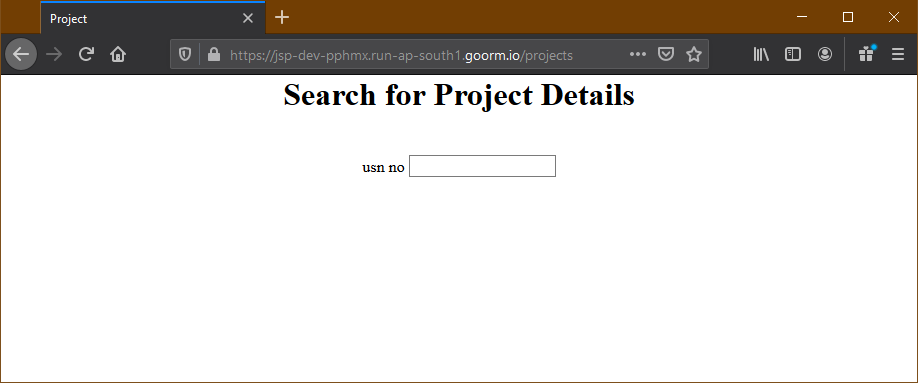 Project
https://jsp-dev-pphmx.run-ap-south1.goorm.io/projects
Search for Project Details
usn no